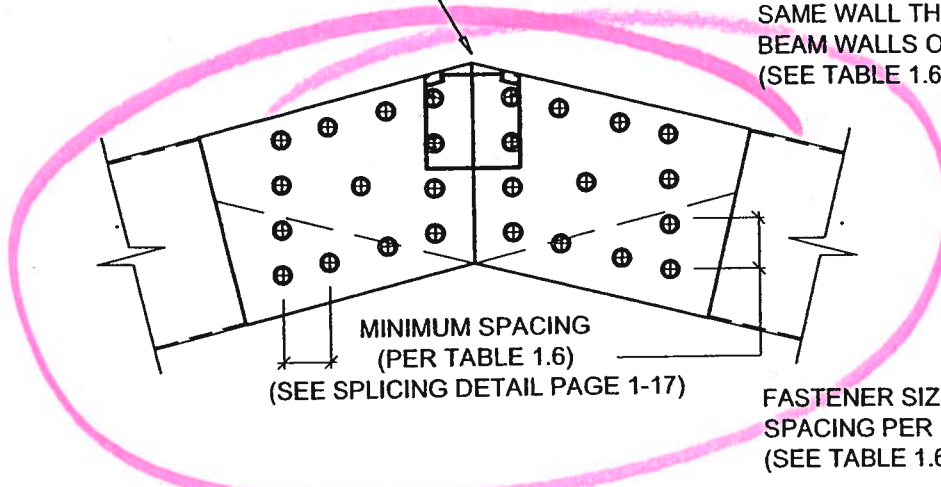 SAME WALL TH
BEAM WALLS O
(SEE TABLE 1.6
MINIMUM SPACING
(PER TABLE 1.6)
(SEE SPLICING DETAIL PAGE 1-17)
FASTENER SIZ
SPACING PER
(SEE TABLE 1.6